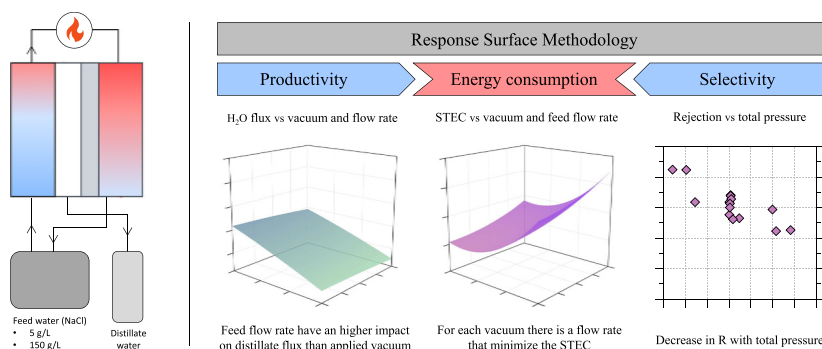 Response Surface Methodology
Productivity
Energy consumption
Selectivity
H₂O flux vs vacuum and flow rate
STEC vs vacuum and feed flow rate
Rejection vs total pressure
Feed water (NaCl)
• 5 g/L
• 150 g/L
Distillate
water
Feed flow rate have an higher impact
on distillate flux than applied vacuum
For each vacuum there is a flow rate
that minimize the STEC
Decrease in R with total pressure